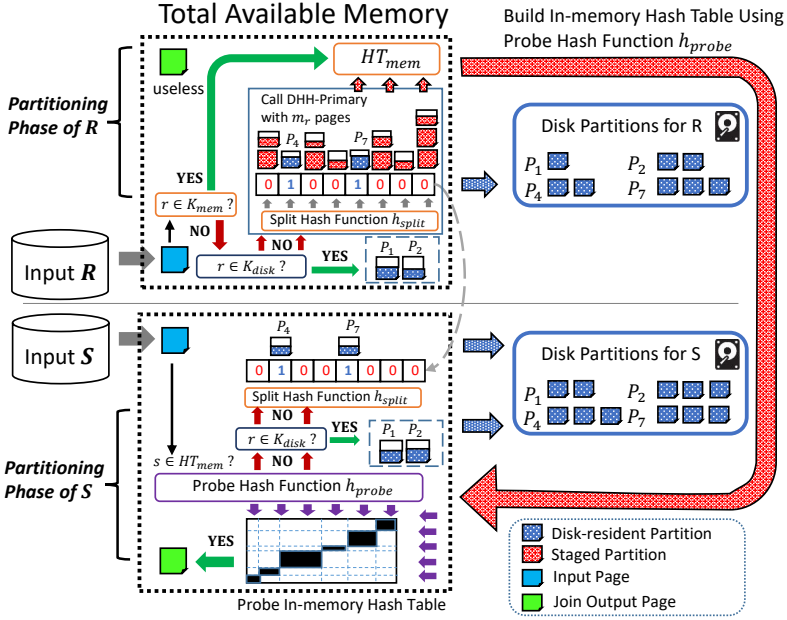 Total Available Memory
Build In-memory Hash Table Using
Probe Hash Function h_probe
Partitioning
Phase of R
useless
HT_mem
Call DHH-Primary
with m_r pages
P_4
P_7
0 1 0 0 1 0 0 0
Split Hash Function h_split
YES
r ∈ K_mem ?
NO
NO
r ∈ K_disk ?
YES
P_1 P_2
Input R
Disk Partitions for R
P_1
P_2
P_4
P_7
Input S
P_4
P_7
0 1 0 0 1 0 0 0
Split Hash Function h_split
NO
r ∈ K_disk ?
YES
P_1 P_2
s ∈ HT_mem ?
NO
Probe Hash Function h_probe
Partitioning
Phase of S
YES
Probe In-memory Hash Table
Disk Partitions for S
P_1
P_2
P_4
P_7
Disk-resident Partition
Staged Partition
Input Page
Join Output Page